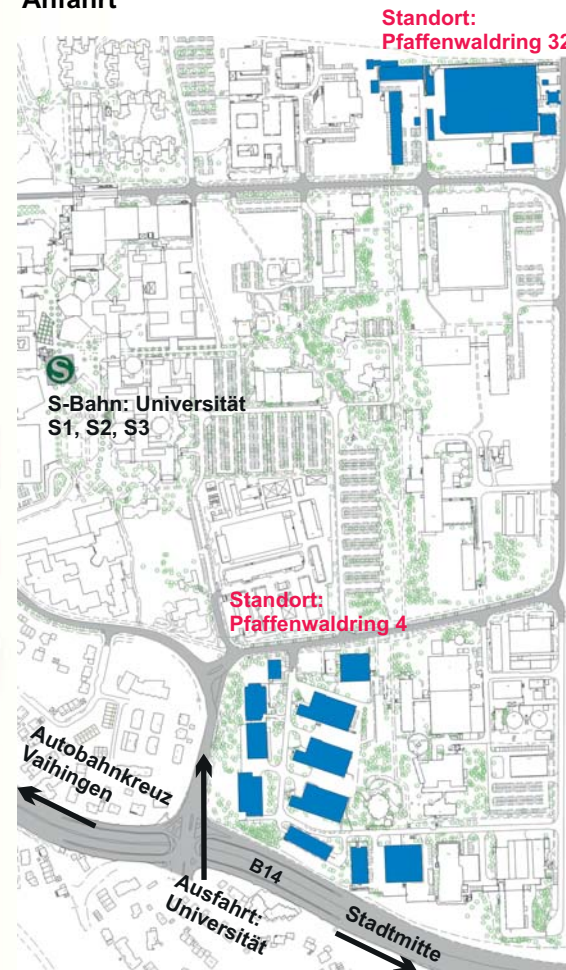 Anfahrt
Standort:
Pfaffenwaldring 32
S
S-Bahn: Universität
S1, S2, S3
Standort:
Pfaffenwaldring 4
Autobahnkreuz
Vaihingen
B14
Ausfahrt:
Universität
Stadtmitte